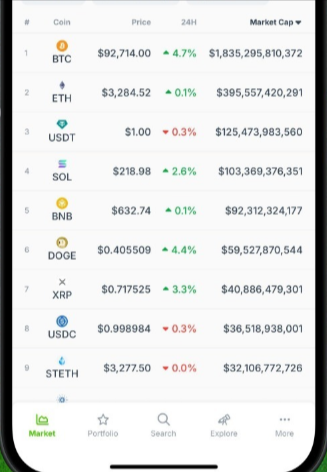 # Coin Price 24H Market Cap ▼
1 BTC $92,714.00 ▲ 4.7% $1,835,295,810,372
2 ETH $3,284.52 ▲ 0.1% $395,557,420,291
3 USDT $1.00 ▼ 0.3% $125,473,983,560
4 SOL $218.98 ▲ 2.6% $103,369,376,351
5 BNB $632.74 ▲ 0.1% $92,312,324,177
6 DOGE $0.405509 ▲ 4.4% $59,527,870,544
7 XRP $0.717525 ▲ 3.3% $40,886,479,301
8 USDC $0.998984 ▼ 0.3% $36,518,938,001
9 STETH $3,277.50 ▼ 0.0% $32,106,772,726
Market Portfolio Search Explore More